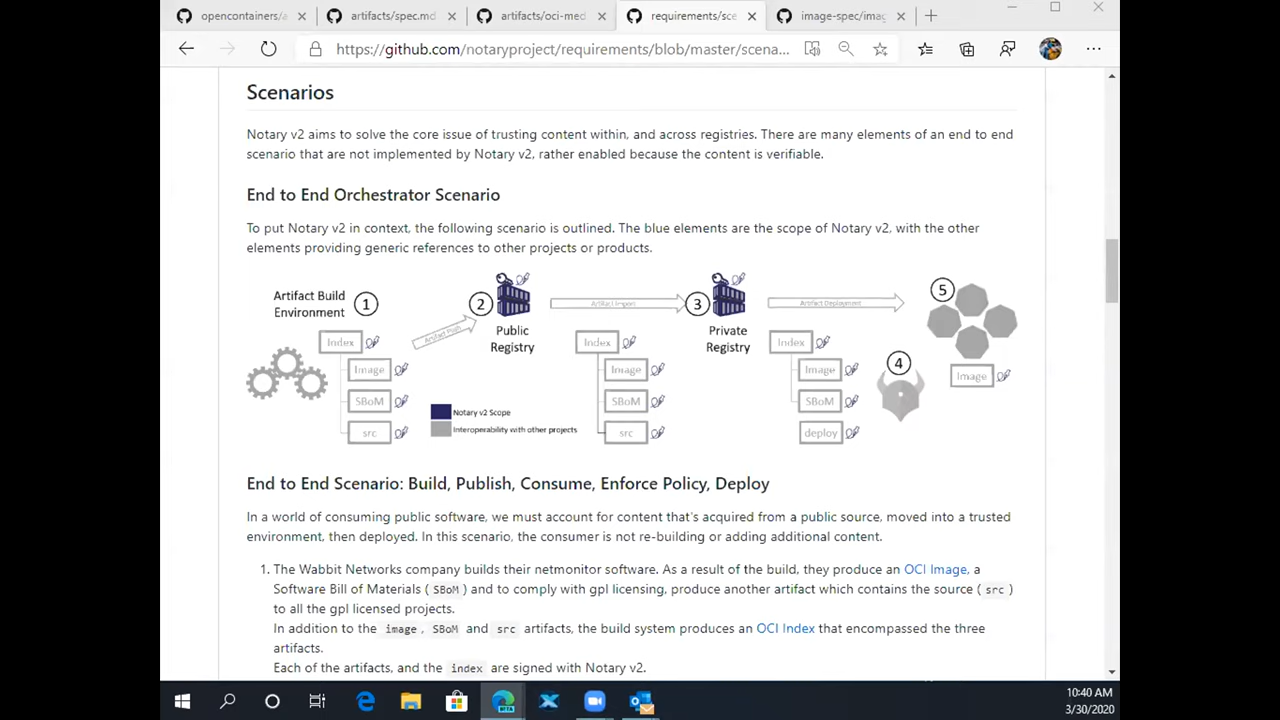 opencontainers/a
artifacts/spec.md
artifacts/oci-med
requirements/sce
image-spec/imag
https://github.com/notaryproject/requirements/blob/master/scena...
Scenarios
Notary v2 aims to solve the core issue of trusting content within, and across registries. There are many elements of an end to end
scenario that are not implemented by Notary v2, rather enabled because the content is verifiable.
End to End Orchestrator Scenario
To put Notary v2 in context, the following scenario is outlined. The blue elements are the scope of Notary v2, with the other
elements providing generic references to other projects or products.
Artifact Build
Environment
1
Artifact Push
2
Public
Registry
Artifact Import
3
Private
Registry
Artifact Deployment
5
Index
Image
SBoM
src
Index
Image
SBoM
src
Index
Image
SBoM
deploy
4
Image
Notary v2 Scope
Interoperability with other projects
End to End Scenario: Build, Publish, Consume, Enforce Policy, Deploy
In a world of consuming public software, we must account for content that's acquired from a public source, moved into a trusted
environment, then deployed. In this scenario, the consumer is not re-building or adding additional content.
1. The Wabbit Networks company builds their netmonitor software. As a result of the build, they produce an OCI Image, a
Software Bill of Materials ( SBoM ) and to comply with gpl licensing, produce another artifact which contains the source ( src )
to all the gpl licensed projects.
In addition to the image , SBoM and src artifacts, the build system produces an OCI Index that encompassed the three
artifacts.
Each of the artifacts, and the index are signed with Notary v2.
10:40 AM
3/30/2020